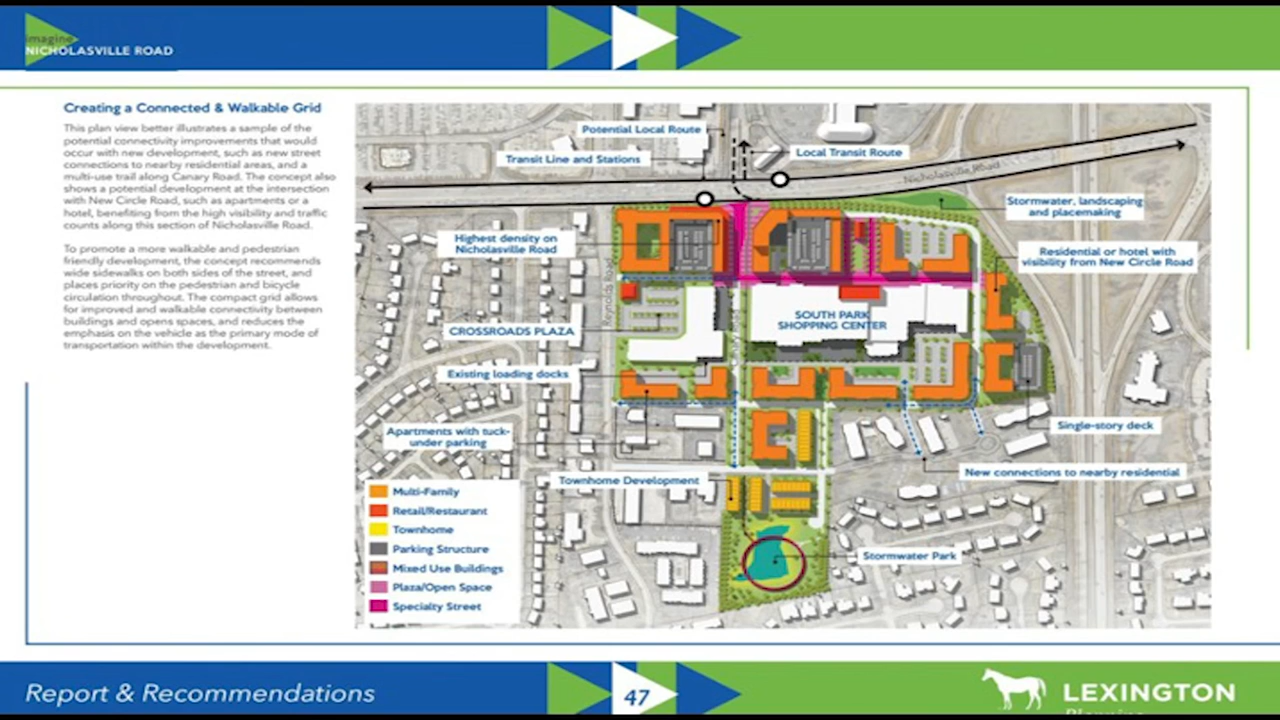 imagine
NICHOLASVILLE ROAD
Creating a Connected & Walkable Grid
This plan view better illustrates a sample of the
potential connectivity improvements that would
occur with new development, such as new street
connections to nearby residential areas, and a
multi-use trail along Canary Road. The concept also
shows a potential development at the intersection
with New Circle Road, such as apartments or a
hotel, benefiting from the high visibility and traffic
counts along this section of Nicholasville Road.
To promote a more walkable and pedestrian
friendly development, the concept recommends
wide sidewalks on both sides of the street, and
places priority on the pedestrian and bicycle
circulation throughout. The compact grid allows
for improved and walkable connectivity between
buildings and opens spaces, and reduces the
emphasis on the vehicle as the primary mode of
transportation within the development.
Potential Local Route
Transit Line and Stations
Local Transit Route
Nicholasville Road
Stormwater, landscaping
and placemaking
Highest density on
Nicholasville Road
Residential or hotel with
visibility from New Circle Road
Reynolds Road
CROSSROADS PLAZA
SOUTH PARK
SHOPPING CENTER
Existing loading docks
Apartments with tuck-
under parking
Single-story deck
New connections to nearby residential
Townhome Development
Stormwater Park
Multi-Family
Retail/Restaurant
Townhome
Parking Structure
Mixed Use Buildings
Plaza/Open Space
Specialty Street
Report & Recommendations
47
LEXINGTON
Planning